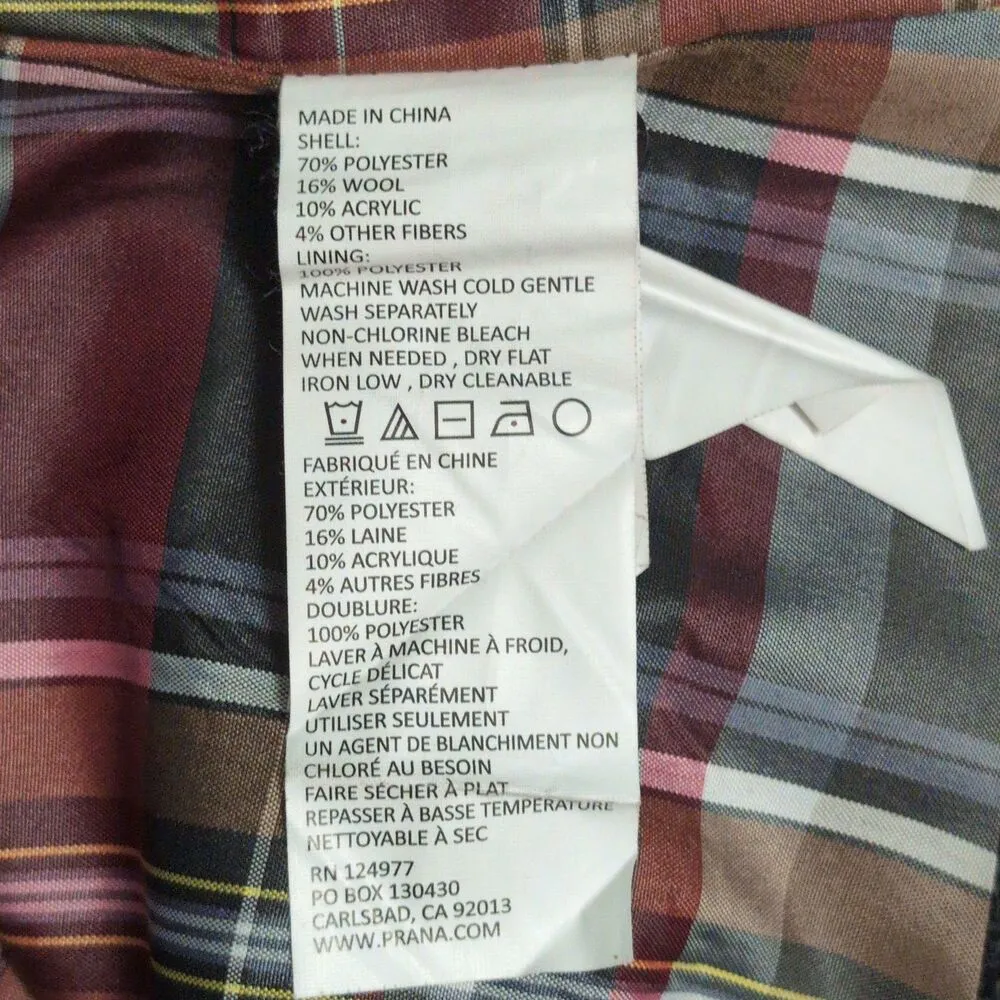 MADE IN CHINA
SHELL:
70% POLYESTER
16% WOOL
10% ACRYLIC
4% OTHER FIBERS
LINING:
100% POLYESTER
MACHINE WASH COLD GENTLE
WASH SEPARATELY
NON-CHLORINE BLEACH
WHEN NEEDED , DRY FLAT
IRON LOW , DRY CLEANABLE
FABRIQUÉ EN CHINE
EXTÉRIEUR:
70% POLYESTER
16% LAINE
10% ACRYLIQUE
4% AUTRES FIBRES
DOUBLURE:
100% POLYESTER
LAVER À MACHINE À FROID,
CYCLE DÉLICAT
LAVER SÉPARÉMENT
UTILISER SEULEMENT
UN AGENT DE BLANCHIMENT NON
CHLORÉ AU BESOIN
FAIRE SÉCHER À PLAT
REPASSER À BASSE TEMPÉRATURE
NETTOYABLE À SEC
RN 124977
PO BOX 130430
CARLSBAD, CA 92013
WWW.PRANA.COM